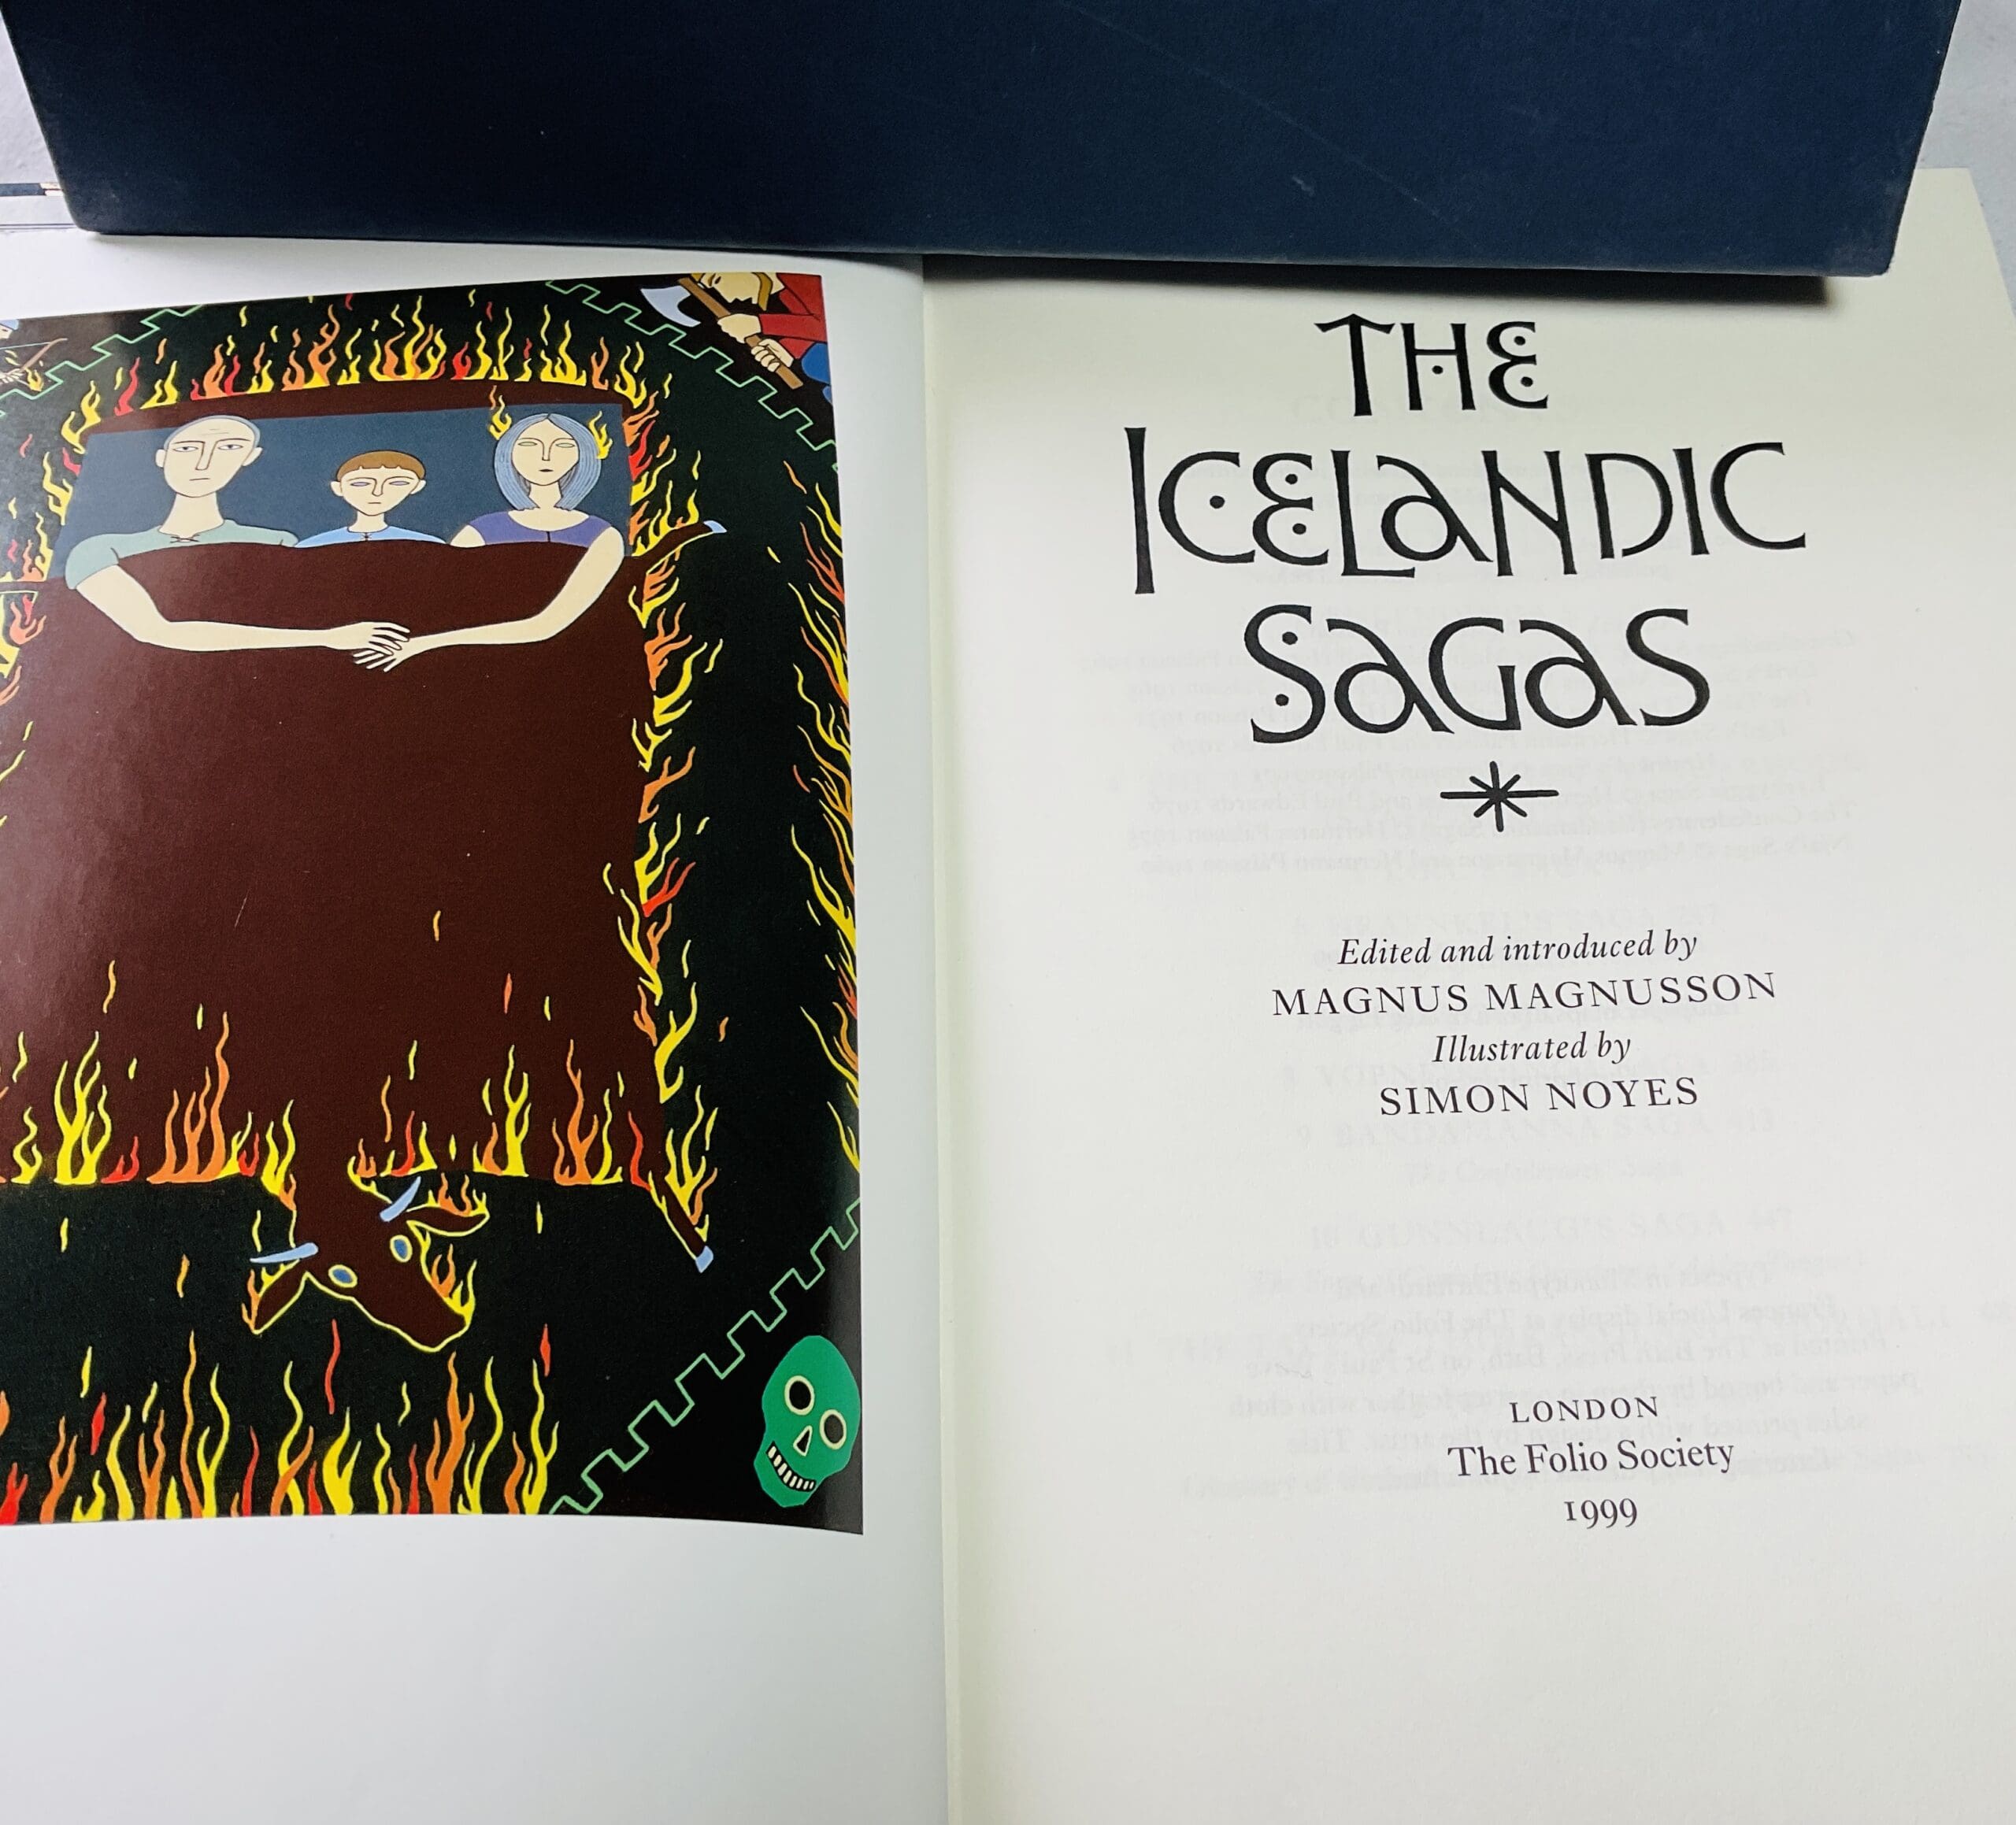 THE
ICELANDIC
SAGAS
Edited and introduced by
MAGNUS MAGNUSSON
Illustrated by
SIMON NOYES
LONDON
The Folio Society
1999